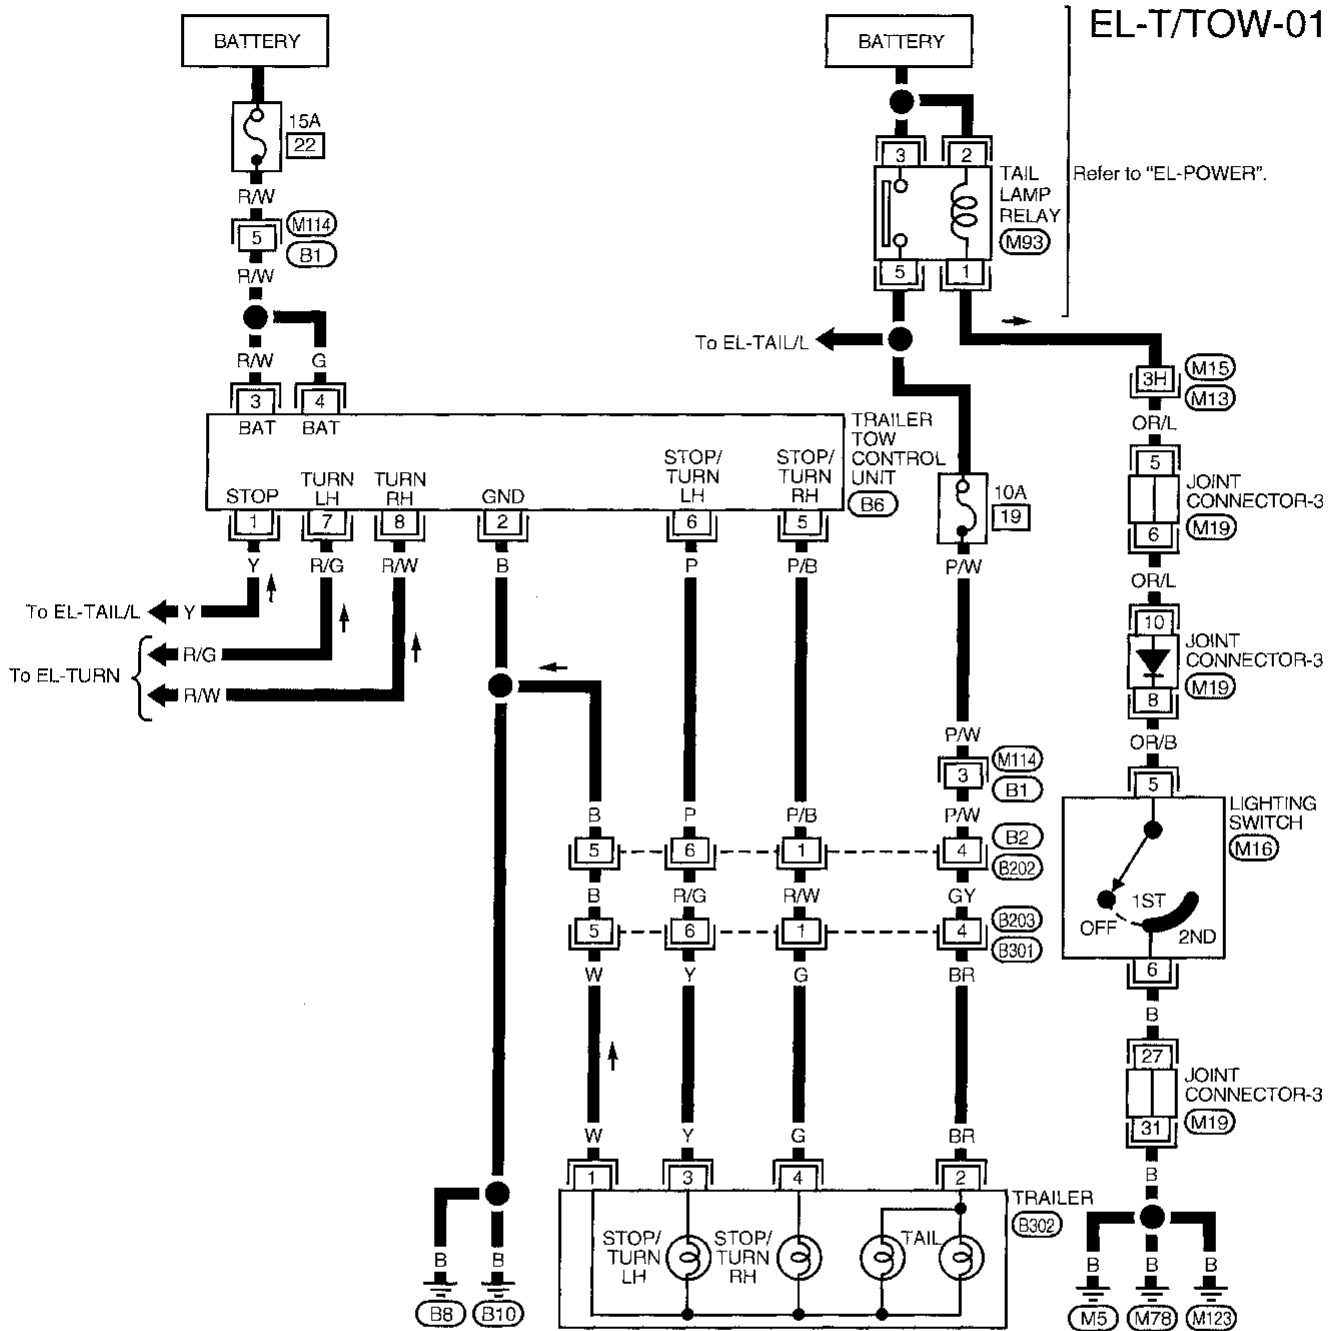 EL-T/TOW-01
BATTERY
BATTERY
15A
22
R/W
M114
5
B1
R/W
R/W
G
3
4
BAT
BAT
3
2
TAIL
LAMP
RELAY
M93
Refer to "EL-POWER".
5
1
To EL-TAIL/L
3H
M15
M13
OR/L
5
JOINT
CONNECTOR-3
M19
6
OR/L
10
JOINT
CONNECTOR-3
M19
8
OR/B
5
TRAILER
TOW
CONTROL
UNIT
B6
STOP
TURN
LH
TURN
RH
GND
STOP/
TURN
LH
STOP/
TURN
RH
1
7
8
2
6
5
Y
R/G
R/W
B
P
P/B
10A
19
P/W
To EL-TAIL/L
Y
To EL-TURN
R/G
R/W
P/W
M114
3
B1
B
P
P/B
P/W
5
6
1
4
B2
B202
B
R/G
R/W
GY
5
6
1
4
B203
B301
W
Y
G
BR
LIGHTING
SWITCH
M16
OFF
1ST
2ND
6
B
27
JOINT
CONNECTOR-3
M19
31
B
W
Y
G
BR
1
3
4
2
TRAILER
B302
STOP/
TURN
LH
STOP/
TURN
RH
TAIL
B
B
B8
B10
B
B
B
M5
M78
M123